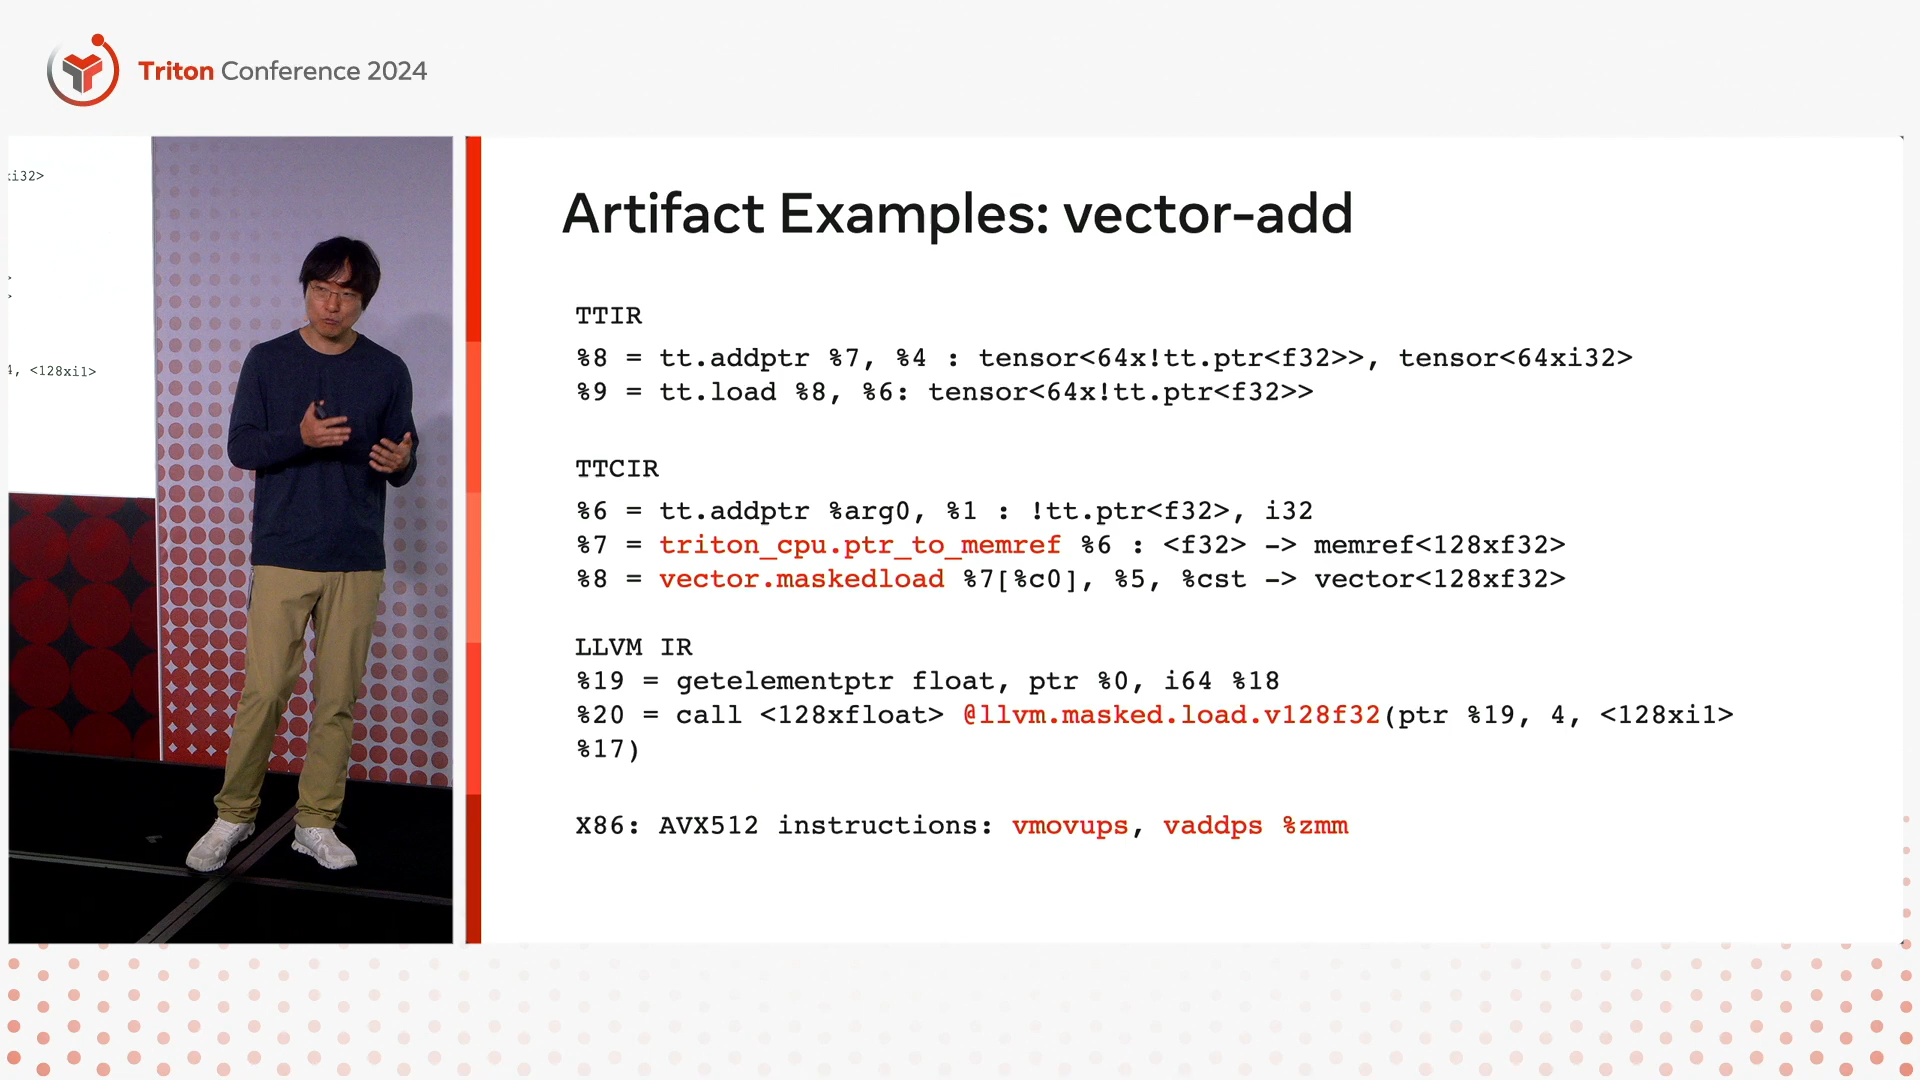 Triton Conference 2024
<i32>
4, <128xi1>
Artifact Examples: vector-add
TTIR
%8 = tt.addptr %7, %4 : tensor<64x!tt.ptr<f32>>, tensor<64xi32>
%9 = tt.load %8, %6: tensor<64x!tt.ptr<f32>>
TTCIR
%6 = tt.addptr %arg0, %1 : !tt.ptr<f32>, i32
%7 = triton_cpu.ptr_to_memref %6 : <f32> -> memref<128xf32>
%8 = vector.maskedload %7[%c0], %5, %cst -> vector<128xf32>
LLVM IR
%19 = getelementptr float, ptr %0, i64 %18
%20 = call <128xfloat> @llvm.masked.load.v128f32(ptr %19, 4, <128xi1>
%17)
X86: AVX512 instructions: vmovups, vaddps %zmm